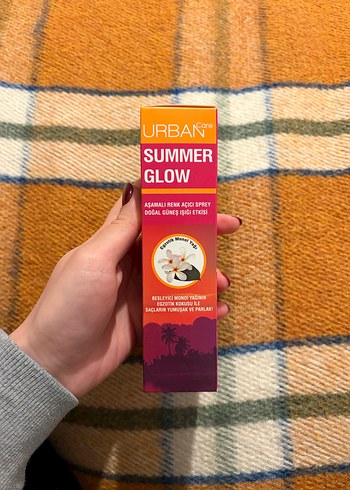 URBAN Care
SUMMER
GLOW
AŞAMALI RENK AÇICI SPREY
DOĞAL GÜNEŞ IŞIĞI ETKİSİ
Egzotik Monoi Yağı
BESLEYİCİ MONOI YAĞININ
EGZOTİK KOKUSU İLE
SAÇLARIN YUMUŞAK VE PARLAK!